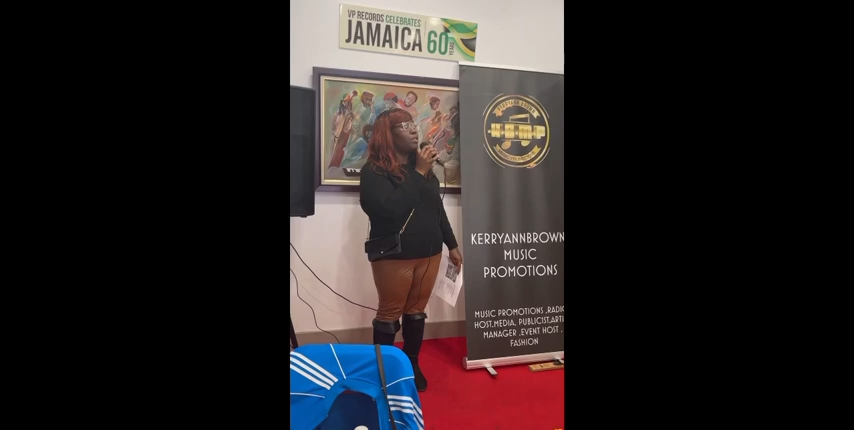 VP RECORDS CELEBRATES
JAMAICA 60
YEARS
KBMP
KERRYANNBROWN
MUSIC
PROMOTIONS
MUSIC PROMOTIONS ,RADIO
HOST,MEDIA, PUBLICIST,ARTI
MANAGER ,EVENT HOST ,
FASHION